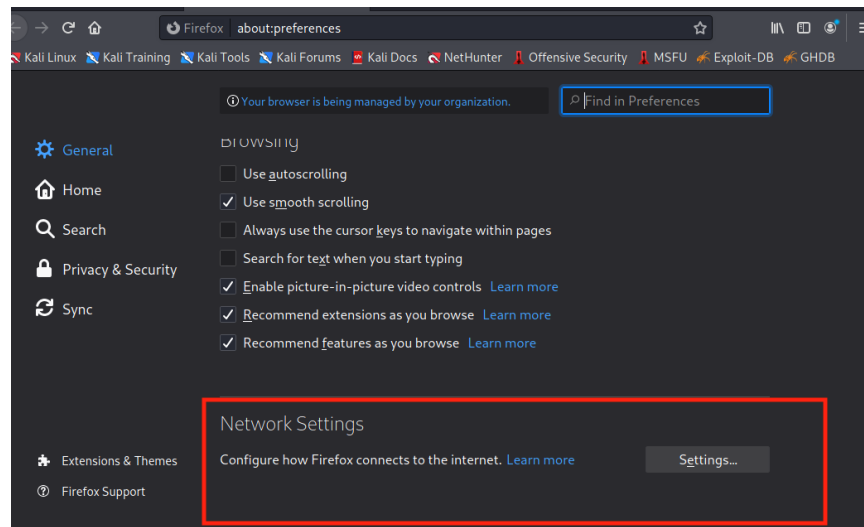 Firefox about:preferences
Kali Linux Kali Training Kali Tools Kali Forums Kali Docs NetHunter Offensive Security MSFU Exploit-DB GHDB
Your browser is being managed by your organization.
Find in Preferences
General
Home
Search
Privacy & Security
Sync
Extensions & Themes
Firefox Support
Browsing
Use autoscrolling
Use smooth scrolling
Always use the cursor keys to navigate within pages
Search for text when you start typing
Enable picture-in-picture video controls Learn more
Recommend extensions as you browse Learn more
Recommend features as you browse Learn more
Network Settings
Configure how Firefox connects to the internet. Learn more
Settings...